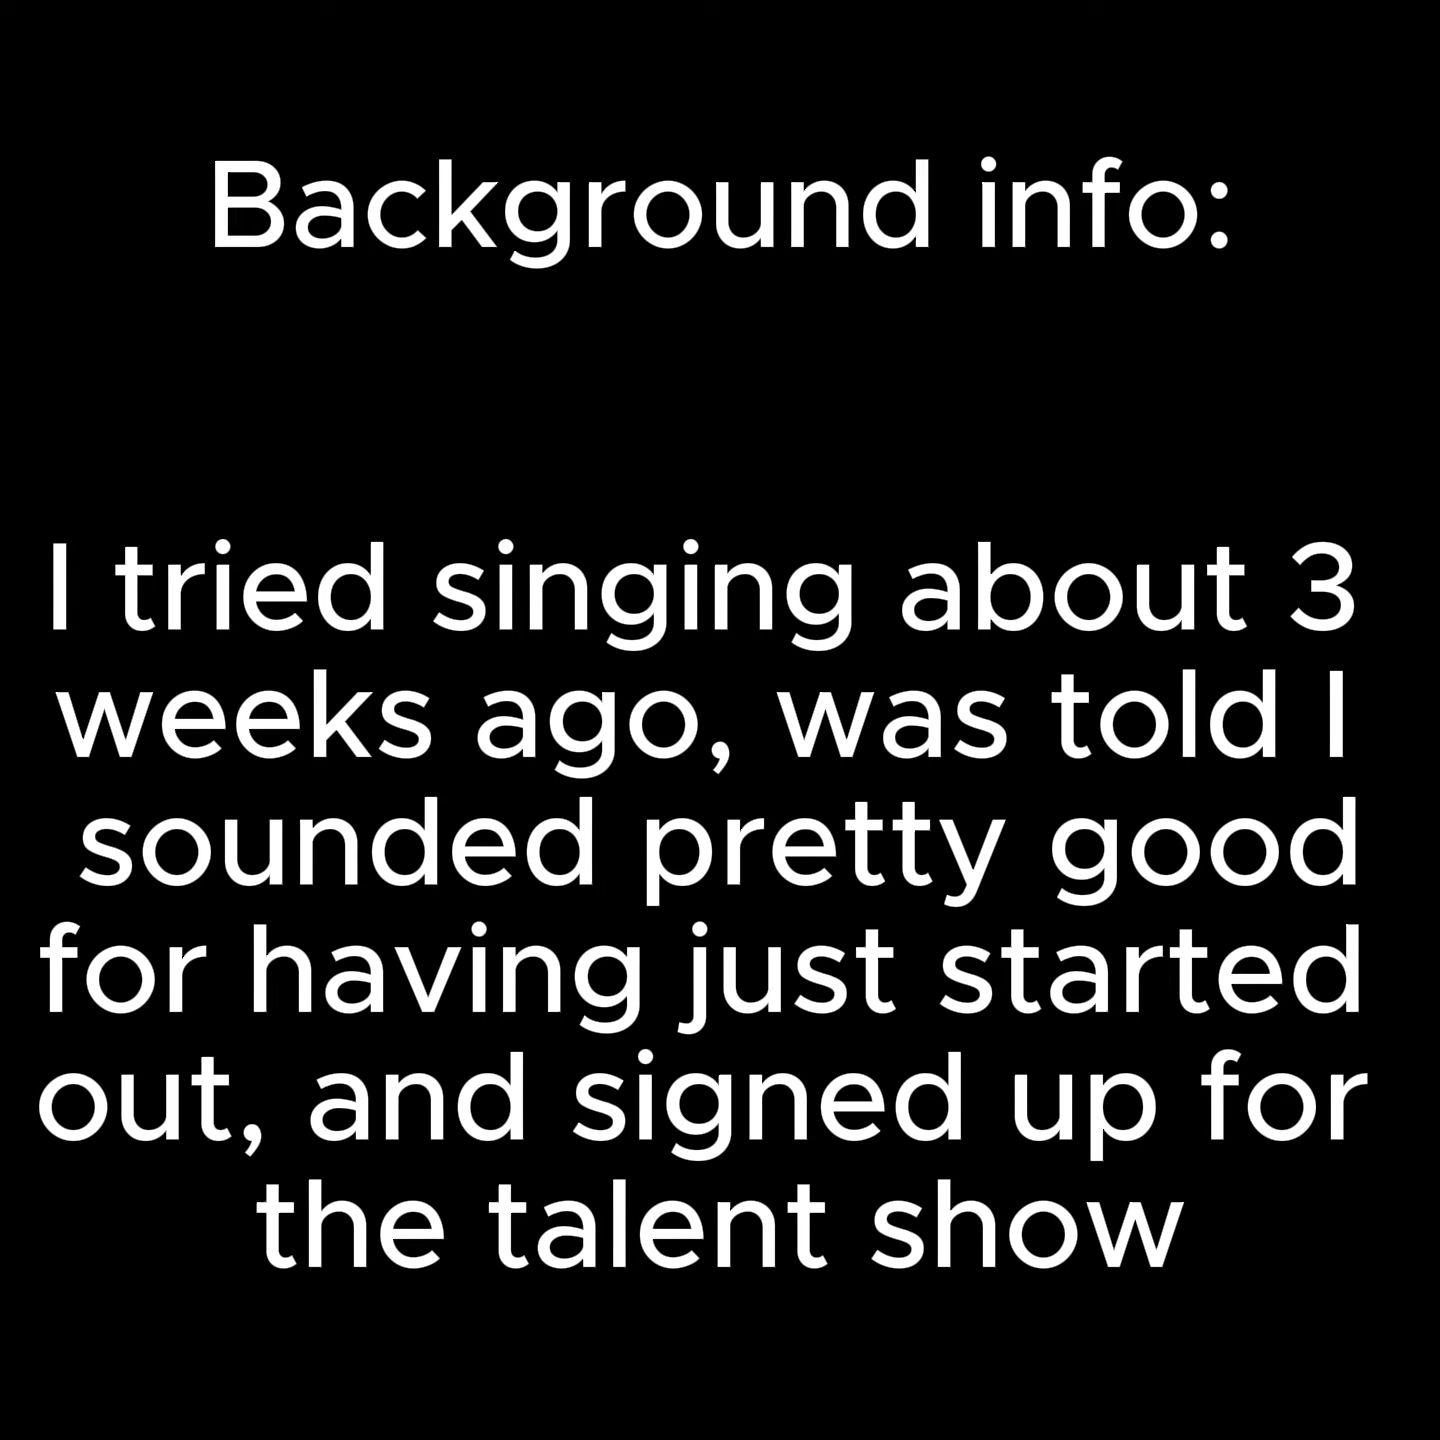 Background info:
I tried singing about 3
weeks ago, was told I
sounded pretty good
for having just started
out, and signed up for
the talent show